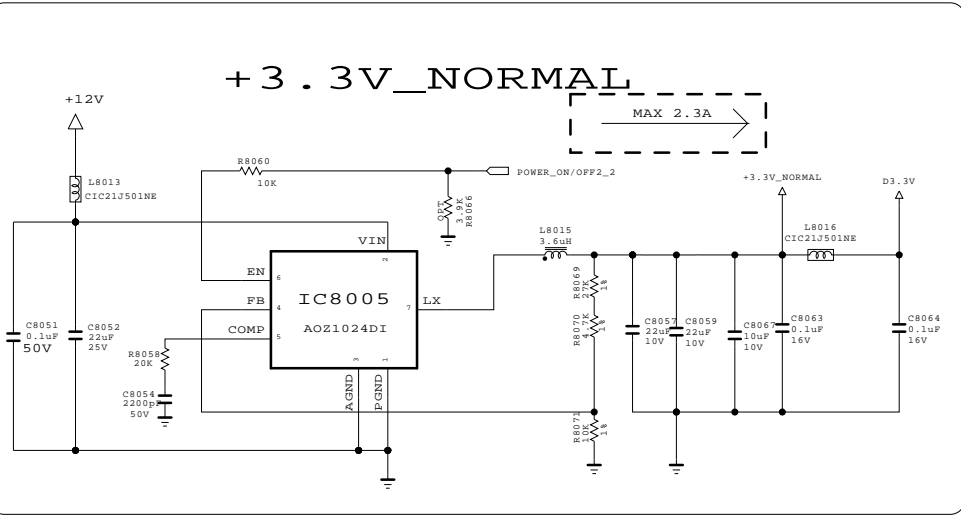 +3.3V_NORMAL
MAX 2.3A
+12V
R8060
10K
POWER_ON/OFF2_2
OPT
3.9K
R8066
+3.3V_NORMAL
D3.3V
L8013
CIC21J501NE
L8015
3.6uH
L8016
CIC21J501NE
VIN
2
EN
6
FB
4
COMP
5
IC8005
AOZ1024DI
7
LX
3
1
AGND
PGND
R8069
27K
1%
R8070
4.7K
1%
R8071
10K
1%
C8051
0.1uF
50V
C8052
22uF
25V
R8058
20K
C8054
2200pF
50V
C8057
22uF
10V
C8059
22uF
10V
C8067
10uF
10V
C8063
0.1uF
16V
C8064
0.1uF
16V